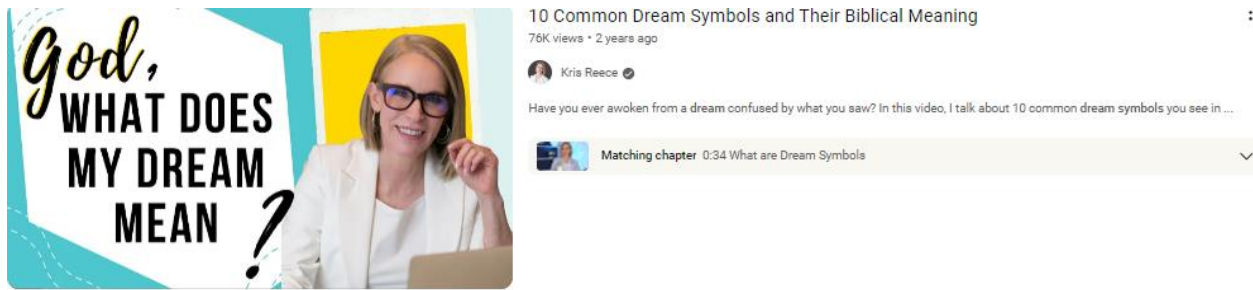 God,
WHAT DOES
MY DREAM
MEAN
?
10 Common Dream Symbols and Their Biblical Meaning
76K views • 2 years ago
Kris Reece
Have you ever awoken from a dream confused by what you saw? In this video, I talk about 10 common dream symbols you see in ...
Matching chapter 0:34 What are Dream Symbols